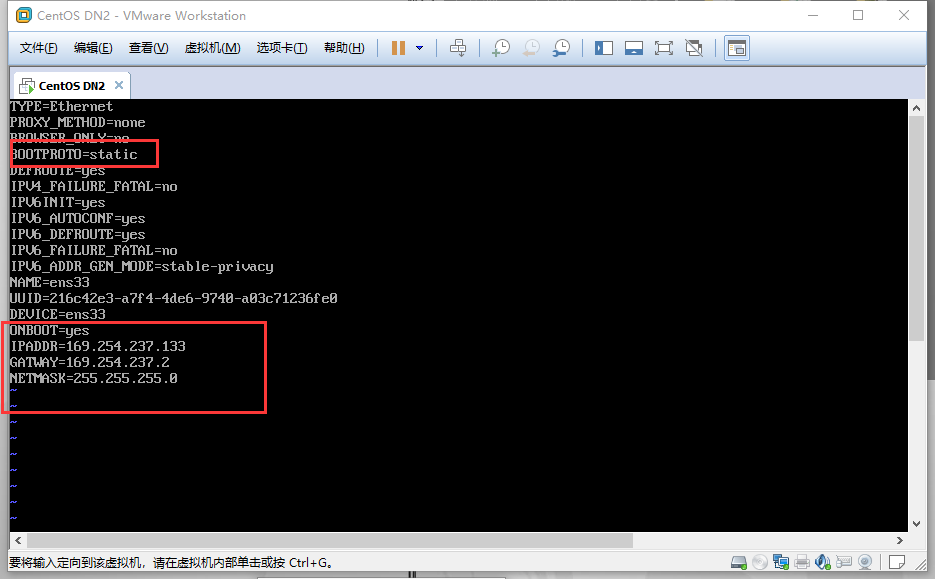 CentOS DN2 - VMware Workstation
文件(F) 编辑(E) 查看(V) 虚拟机(M) 选项卡(T) 帮助(H)
CentOS DN2
TYPE=Ethernet
PROXY_METHOD=none
BROWSER_ONLY=no
BOOTPROTO=static
DEFROUTE=yes
IPV4_FAILURE_FATAL=no
IPV6INIT=yes
IPV6_AUTOCONF=yes
IPV6_DEFROUTE=yes
IPV6_FAILURE_FATAL=no
IPV6_ADDR_GEN_MODE=stable-privacy
NAME=ens33
UUID=216c42e3-a7f4-4de6-9740-a03c71236fe0
DEVICE=ens33
ONBOOT=yes
IPADDR=169.254.237.133
GATWAY=169.254.237.2
NETMASK=255.255.255.0
~
~
~
~
~
~
~
~
~
要将输入定向到该虚拟机，请在虚拟机内部单击或按 Ctrl+G。